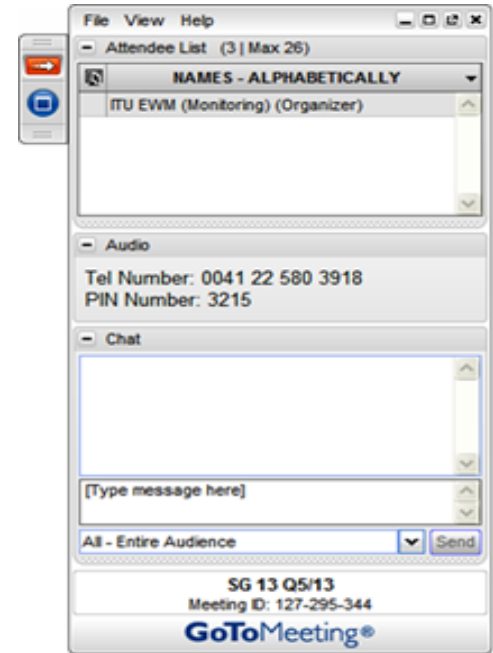 File View Help
Attendee List (3 | Max 26)
NAMES - ALPHABETICALLY
ITU EWM (Monitoring) (Organizer)
Audio
Tel Number: 0041 22 580 3918
PIN Number: 3215
Chat
[Type message here]
All - Entire Audience
Send
SG 13 Q5/13
Meeting ID: 127-295-344
GoToMeeting®